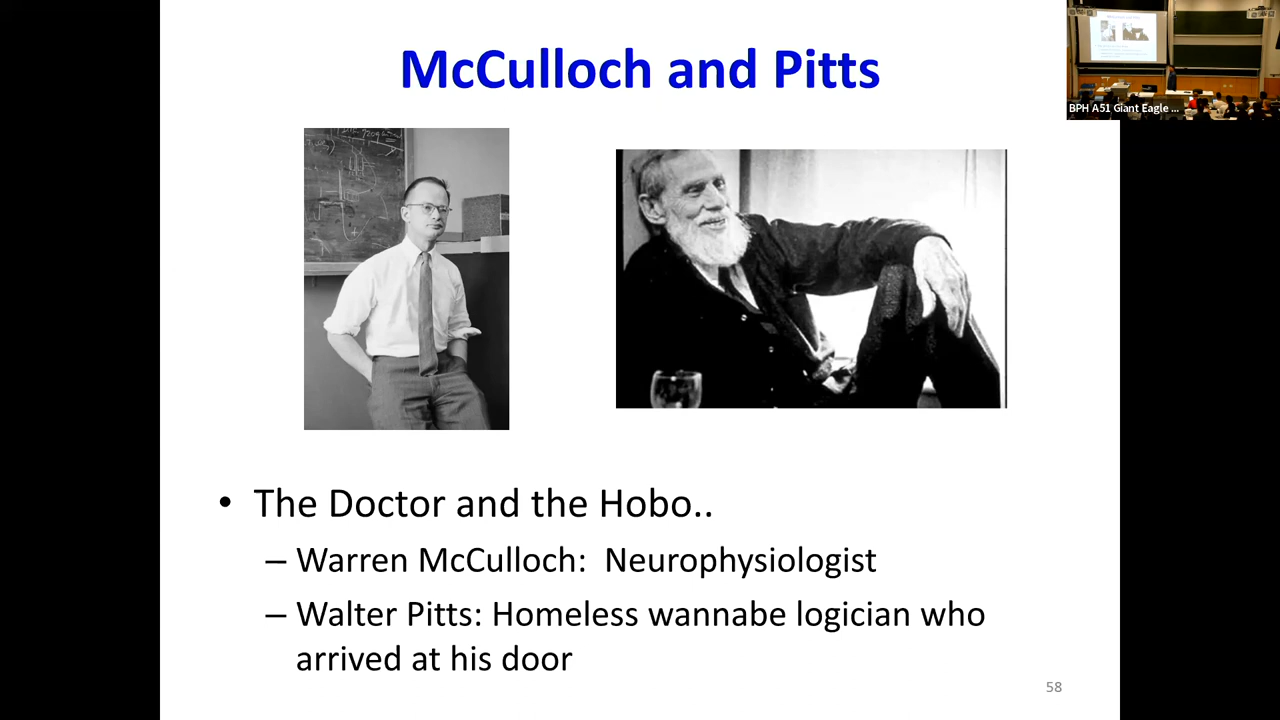 McCulloch and Pitts
BPH A51 Giant Eagle ...
• The Doctor and the Hobo..
– Warren McCulloch: Neurophysiologist
– Walter Pitts: Homeless wannabe logician who
arrived at his door
58